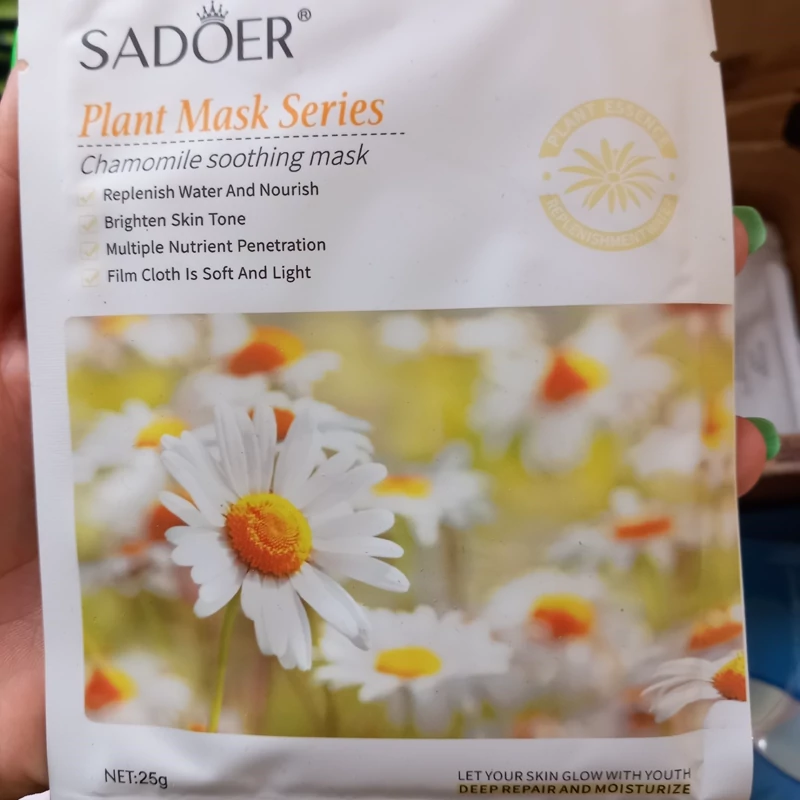 SADOER®
Plant Mask Series
Chamomile soothing mask
Replenish Water And Nourish
Brighten Skin Tone
Multiple Nutrient Penetration
Film Cloth Is Soft And Light
PLANT ESSENCE
REPLENISHMENT
NET:25g
LET YOUR SKIN GLOW WITH YOUTH
DEEP REPAIR AND MOISTURIZE